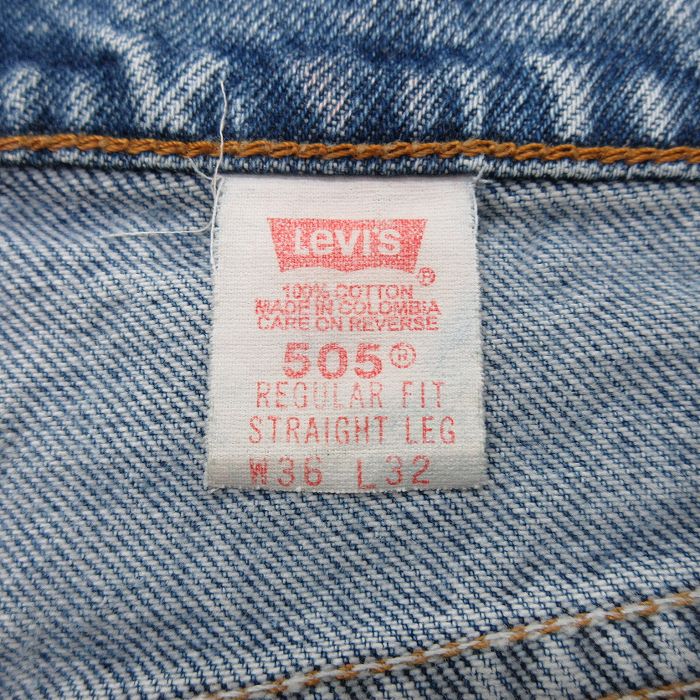 Levi's ®
100% COTTON
MADE IN COLOMBIA
CARE ON REVERSE
505®
REGULAR FIT
STRAIGHT LEG
W36 L32